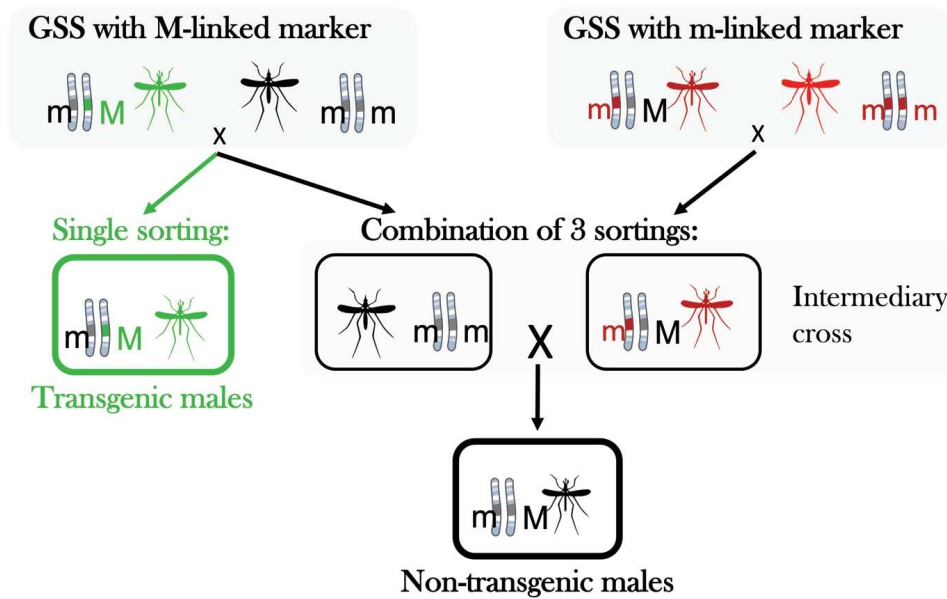 GSS with M-linked marker
GSS with m-linked marker
m M
m m
m M
m m
x
x
Single sorting:
Combination of 3 sortings:
m M
m m
X
m M
Intermediary
cross
Transgenic males
m M
Non-transgenic males